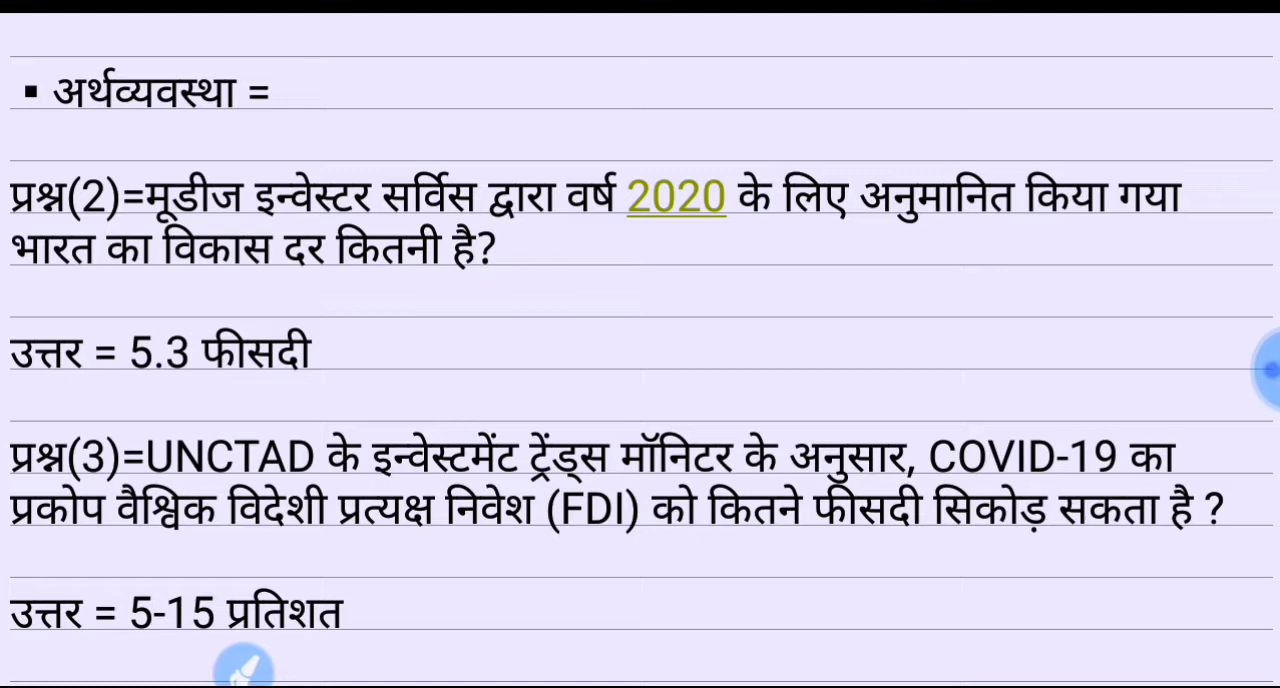 ▪ अर्थव्यवस्था =
प्रश्न(2)=मूडीज इन्वेस्टर सर्विस द्वारा वर्ष 2020 के लिए अनुमानित किया गया
भारत का विकास दर कितनी है?
उत्तर = 5.3 फीसदी
प्रश्न(3)=UNCTAD के इन्वेस्टमेंट ट्रेंड्स मॉनिटर के अनुसार, COVID-19 का
प्रकोप वैश्विक विदेशी प्रत्यक्ष निवेश (FDI) को कितने फीसदी सिकोड़ सकता है ?
उत्तर = 5-15 प्रतिशत